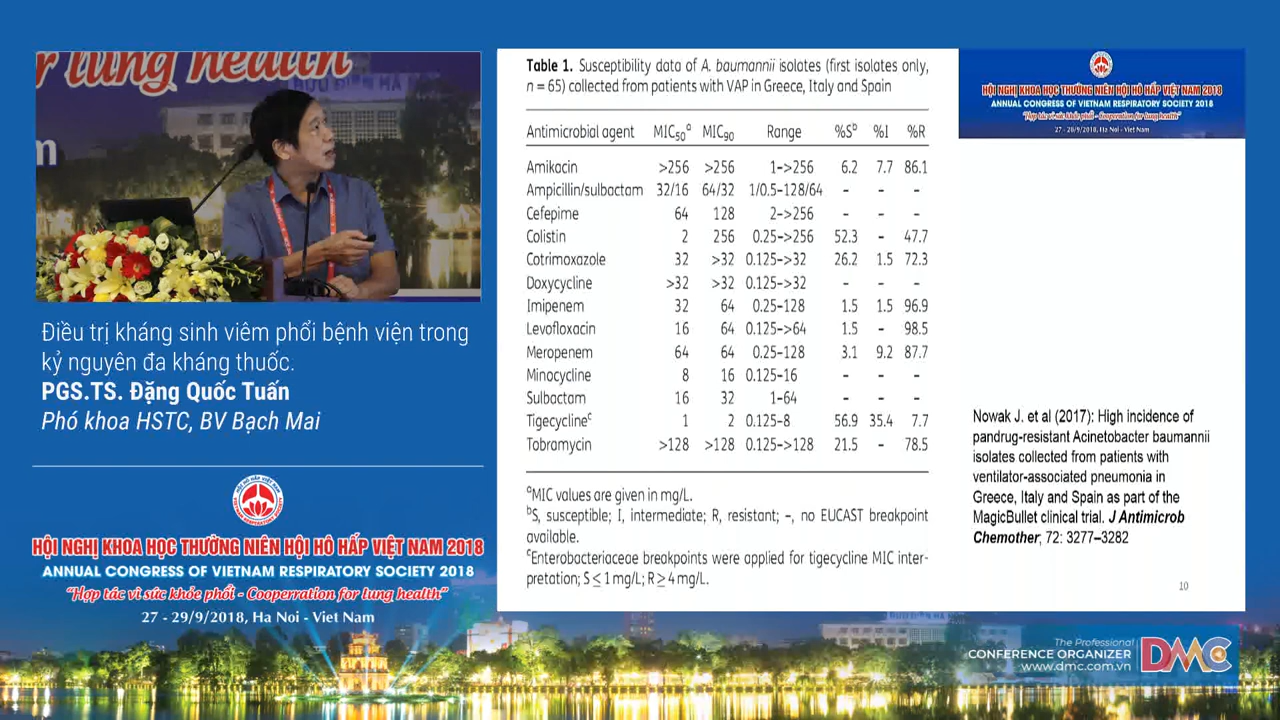 r lung health
HỮU ĐIỂM HÀ
Điều trị kháng sinh viêm phổi bệnh viện trong
kỷ nguyên đa kháng thuốc.
PGS.TS. Đặng Quốc Tuấn
Phó khoa HSTC, BV Bạch Mai
HỘI NGHỊ KHOA HỌC THƯỜNG NIÊN HỘI HÔ HẤP VIỆT NAM 2018
ANNUAL CONGRESS OF VIETNAM RESPIRATORY SOCIETY 2018
"Hợp tác vì sức khỏe phổi - Cooperration for lung health"
27 - 29/9/2018, Ha Noi - Viet Nam
Table 1. Susceptibility data of A. baumannii isolates (first isolates only,
n = 65) collected from patients with VAP in Greece, Italy and Spain
Antimicrobial agent MIC50a MIC90 Range %Sb %I %R
Amikacin >256 >256 1->256 6.2 7.7 86.1
Ampicillin/sulbactam 32/16 64/32 1/0.5–128/64 – – –
Cefepime 64 128 2->256 – – –
Colistin 2 256 0.25->256 52.3 – 47.7
Cotrimoxazole 32 >32 0.125->32 26.2 1.5 72.3
Doxycycline >32 >32 0.125->32 – – –
Imipenem 32 64 0.25–128 1.5 1.5 96.9
Levofloxacin 16 64 0.125->64 1.5 – 98.5
Meropenem 64 64 0.25–128 3.1 9.2 87.7
Minocycline 8 16 0.125–16 – – –
Sulbactam 16 32 1–64 – – –
Tigecyclinec 1 2 0.125–8 56.9 35.4 7.7
Tobramycin >128 >128 0.125->128 21.5 – 78.5
aMIC values are given in mg/L.
bS, susceptible; I, intermediate; R, resistant; –, no EUCAST breakpoint
available.
cEnterobacteriaceae breakpoints were applied for tigecycline MIC inter-
pretation; S ≤ 1 mg/L; R ≥ 4 mg/L.
HỘI NGHỊ KHOA HỌC THƯỜNG NIÊN HỘI HÔ HẤP VIỆT NAM 2018
ANNUAL CONGRESS OF VIETNAM RESPIRATORY SOCIETY 2018
"Hợp tác vì sức khỏe phổi - Cooperation for lung health"
27 - 29/9/2018, Ha Noi - Viet Nam
Nowak J. et al (2017): High incidence of
pandrug-resistant Acinetobacter baumannii
isolates collected from patients with
ventilator-associated pneumonia in
Greece, Italy and Spain as part of the
MagicBullet clinical trial. J Antimicrob
Chemother, 72: 3277–3282
10
The Professional
CONFERENCE ORGANIZER
www.dmc.com.vn
DMC